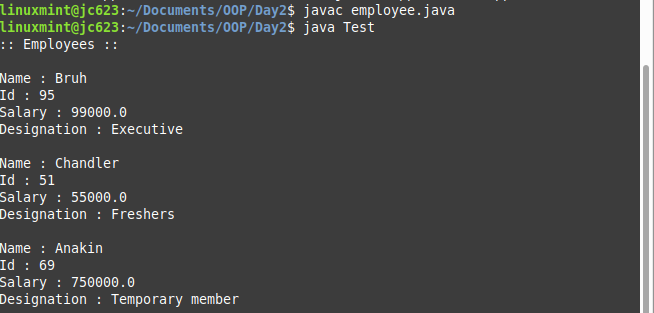 linuxmint@jc623:~/Documents/OOP/Day2$ javac employee.java
linuxmint@jc623:~/Documents/OOP/Day2$ java Test
:: Employees ::
Name : Bruh
Id : 95
Salary : 99000.0
Designation : Executive
Name : Chandler
Id : 51
Salary : 55000.0
Designation : Freshers
Name : Anakin
Id : 69
Salary : 750000.0
Designation : Temporary member